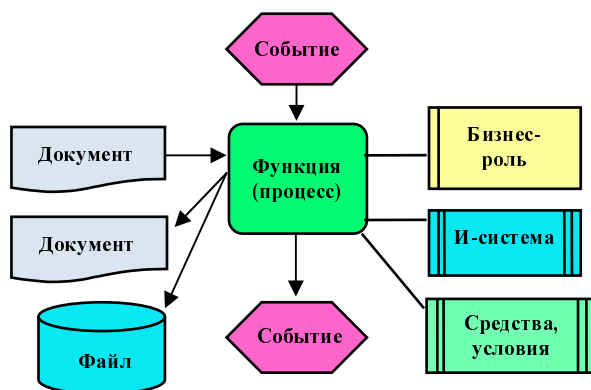 Событие
Документ
Функция
(процесс)
Бизнес-
роль
Документ
И-система
Файл
Событие
Средства,
условия